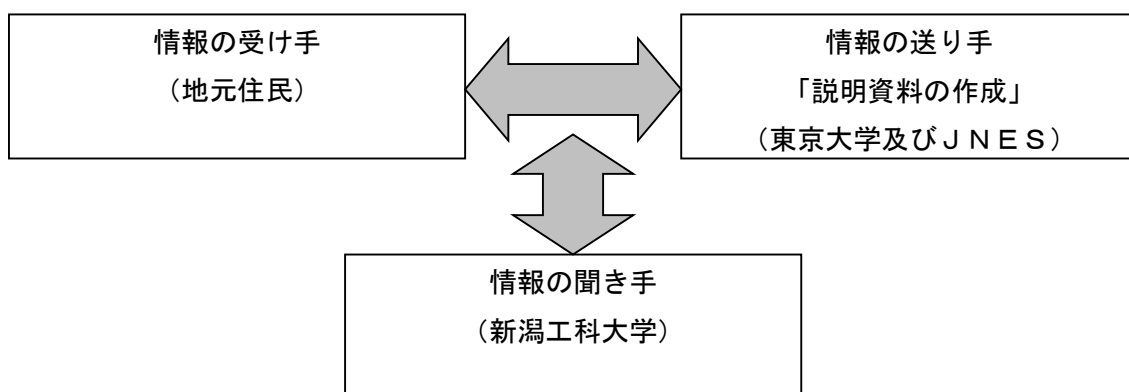 情報の受け手
（地元住民）
情報の送り手
「説明資料の作成」
（東京大学及びＪＮＥＳ）
情報の聞き手
（新潟工科大学）